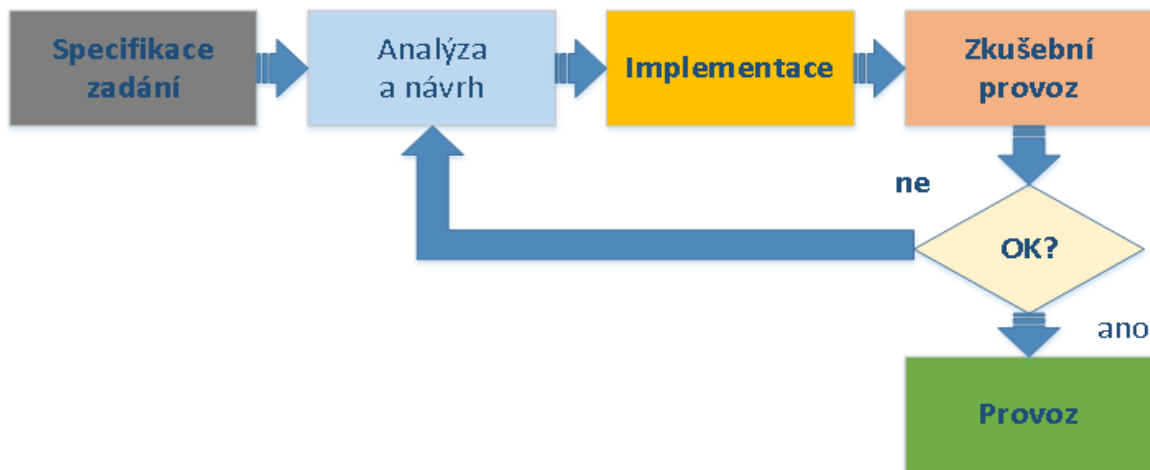 Specifikace
zadání
Analýza
a návrh
Implementace
Zkušební
provoz
ne
OK?
ano
Provoz